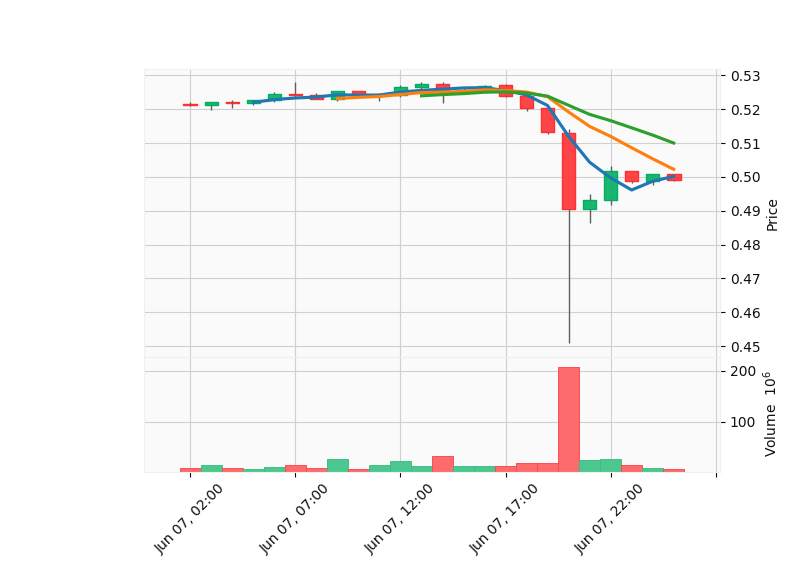 0.53
0.52
0.51
0.50
0.49
0.48
0.47
0.46
0.45
Price
200
100
Volume 10⁶
Jun 07, 02:00
Jun 07, 07:00
Jun 07, 12:00
Jun 07, 17:00
Jun 07, 22:00